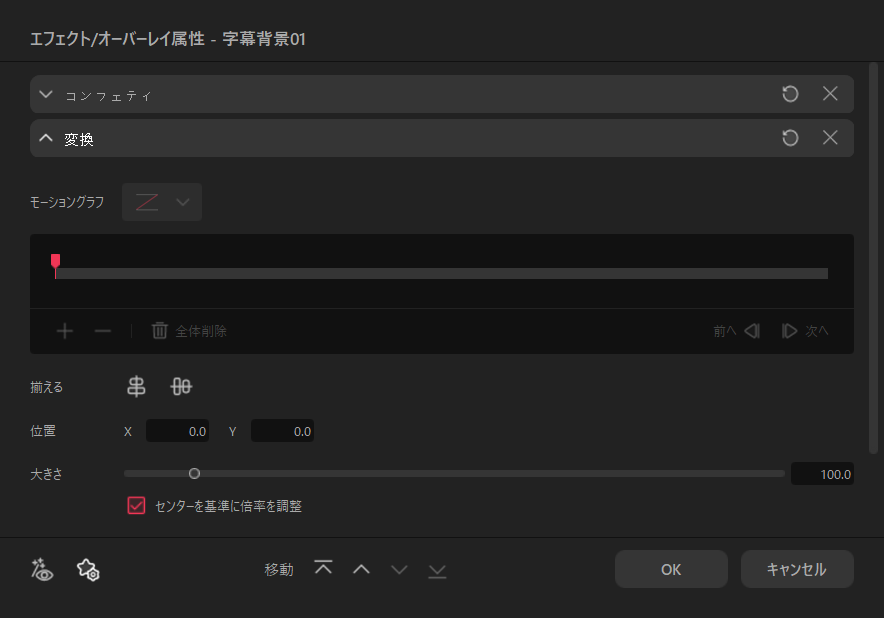 エフェクト/オーバーレイ属性 - 字幕背景01
コンフェティ
変換
モーショングラフ
全体削除 前へ 次へ
揃える
位置 X 0.0 Y 0.0
大きさ 100.0
センターを基準に倍率を調整
移動 OK キャンセル